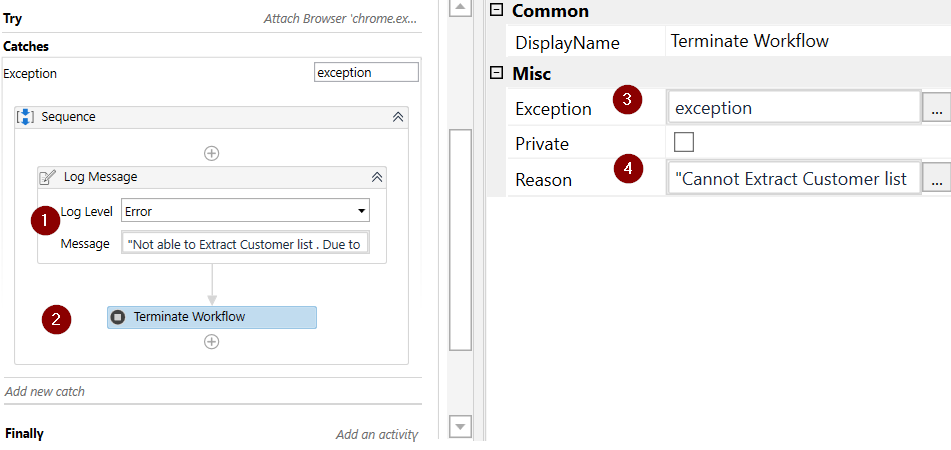 Try
Attach Browser 'chrome.ex...
Catches
Exception
exception
Sequence
Log Message
1
Log Level
Error
Message
"Not able to Extract Customer list . Due to
2
Terminate Workflow
Add new catch
Finally
Add an activity
Common
DisplayName
Terminate Workflow
Misc
Exception
3
exception
...
Private
Reason
4
"Cannot Extract Customer list
...